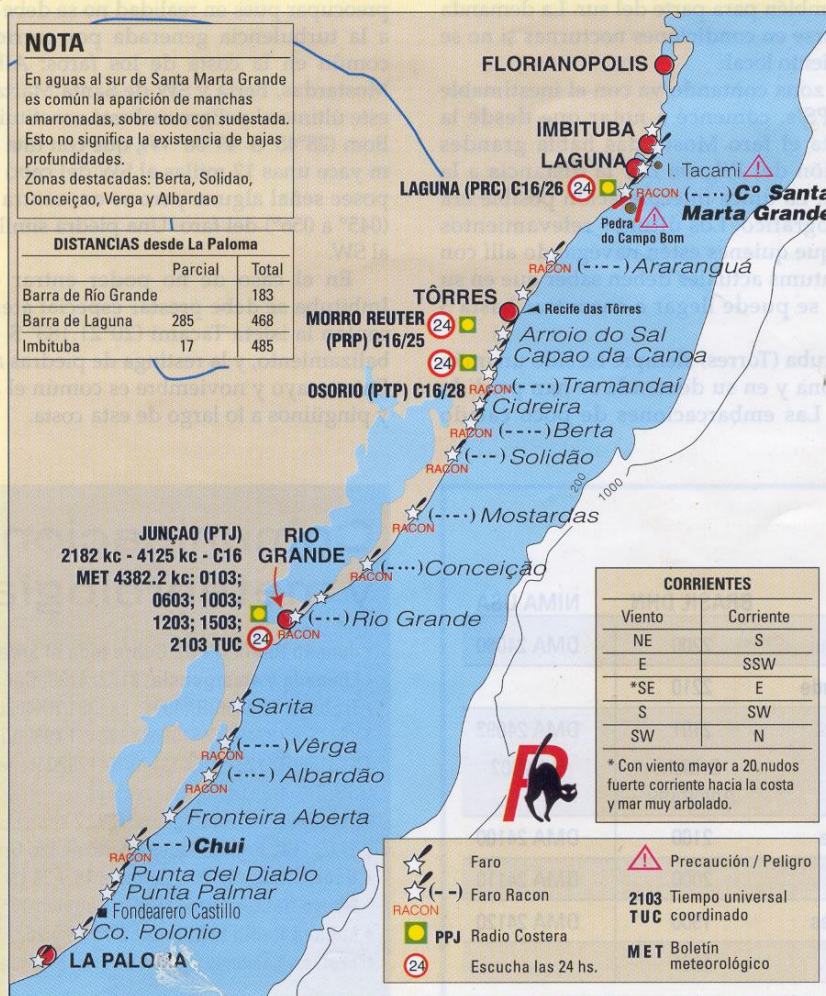 NOTA
En aguas al sur de Santa Marta Grande
es común la aparición de manchas
amarronadas, sobre todo con sudestada.
Esto no significa la existencia de bajas
profundidades.
Zonas destacadas: Berta, Solidao,
Conceiçao, Verga y Albardao
DISTANCIAS desde La Paloma
Parcial Total
Barra de Río Grande 183
Barra de Laguna 285 468
Imbituba 17 485
FLORIANOPOLIS
IMBITUBA
LAGUNA
I. Tacami
LAGUNA (PRC) C16/26 24
RACON (----) Cº Santa
Marta Grande
Pedra
do Campo Bom
RACON (-·--) Araranguá
TÔRRES
Recife das Tôrres
MORRO REUTER 24
(PRP) C16/25
Arroio do Sal
24 Capao da Canoa
OSORIO (PTP) C16/28
RACON (----) Tramandaí
Cidreira
RACON (----) Berta
RACON (-·--) Solidão
200
1000
RACON (----) Mostardas
RACON (----) Conceição
JUNÇAO (PTJ)
2182 kc - 4125 kc - C16
MET 4382.2 kc: 0103;
0603; 1003;
1203; 1503;
2103 TUC
24
RIO
GRANDE
RACON (-·--) Rio Grande
Sarita
RACON (----) Vêrga
RACON (-·--) Albardão
Fronteira Aberta
RACON (----) Chui
Punta del Diablo
Punta Palmar
Fondearero Castillo
Co. Polonio
LA PALOMA
CORRIENTES
Viento Corriente
NE S
E SSW
*SE E
S SW
SW N
* Con viento mayor a 20 nudos
fuerte corriente hacia la costa
y mar muy arbolado.
Faro
RACON (--) Faro Racon
PPJ Radio Costera
24 Escucha las 24 hs.
Precaución / Peligro
2103 Tiempo universal
TUC coordinado
MET Boletín
meteorológico